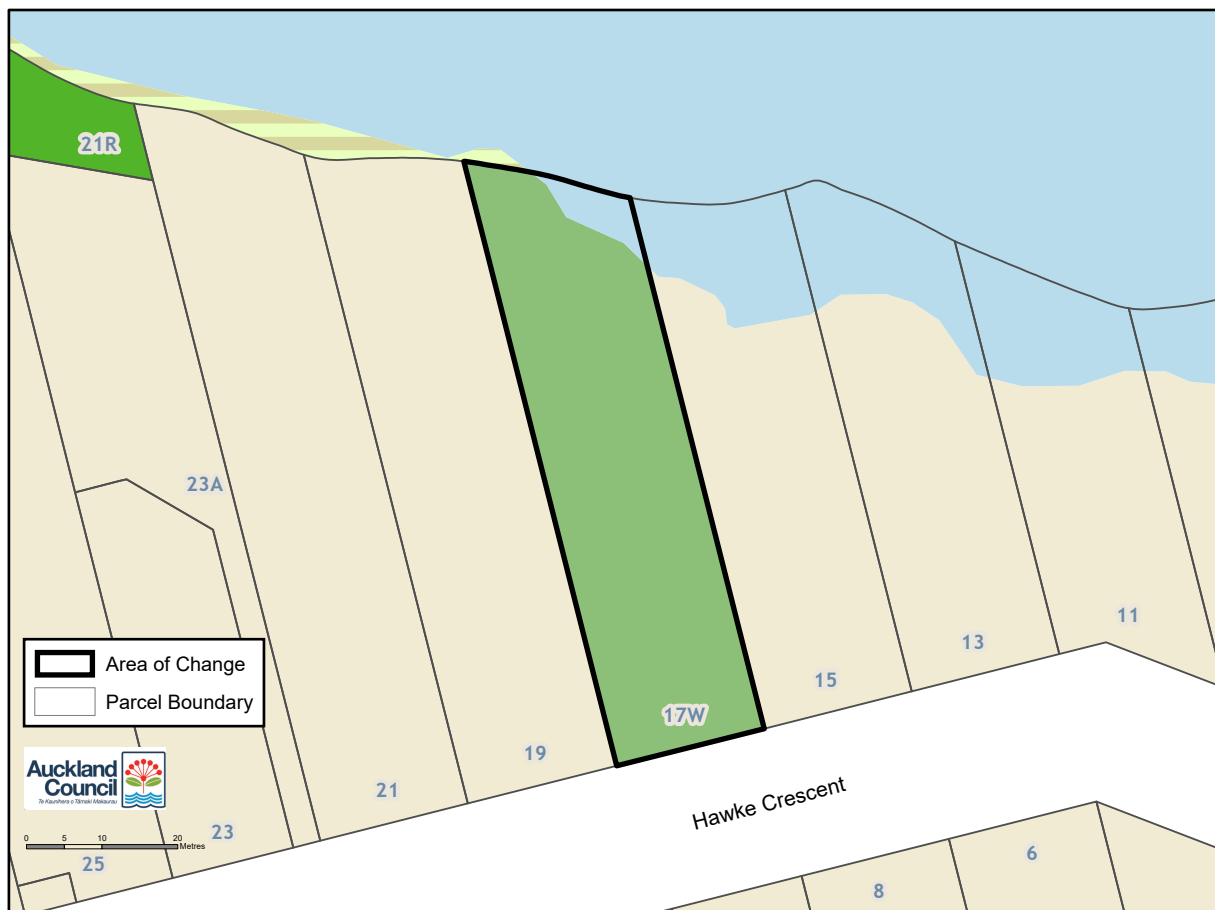 21R
23A
11
13
15
17W
19
21
23
25
Hawke Crescent
6
8
Area of Change
Parcel Boundary
Auckland
Council
Te Kaunihera o Tāmaki Makaurau
0 5 10 20
Metres